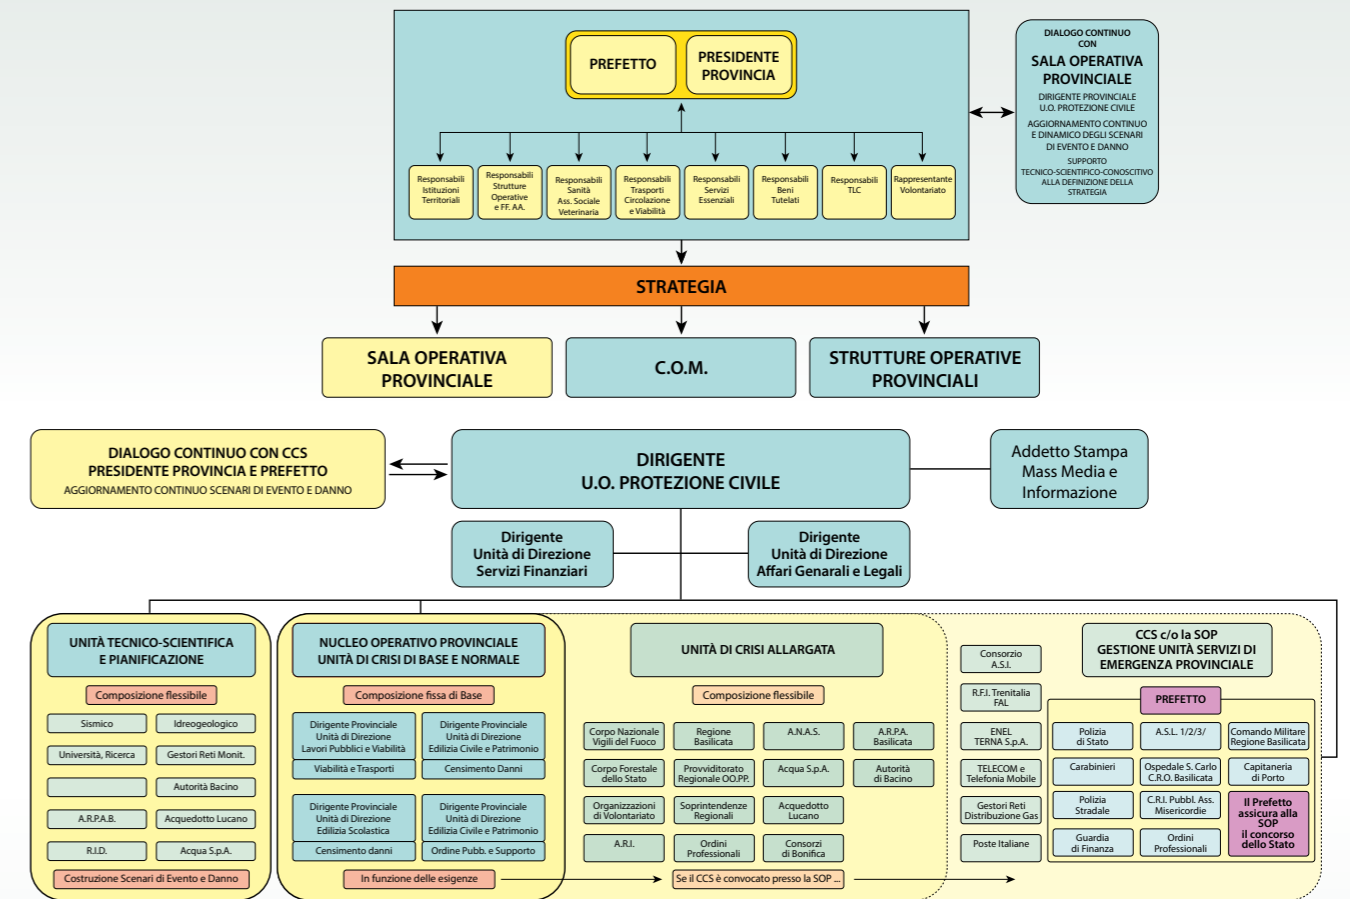 PREFETTO
PRESIDENTE
PROVINCIA
DIALOGO CONTINUO
CON
SALA OPERATIVA
PROVINCIALE
DIRIGENTE PROVINCIALE
U.O. PROTEZIONE CIVILE
AGGIORNAMENTO CONTINUO
E DINAMICO DEGLI SCENARI
DI EVENTO E DANNO
SUPPORTO
TECNICO-SCIENTIFICO-CONOSCITIVO
ALLA DEFINIZIONE DELLA
STRATEGIA
Responsabili
Istituzioni
Territoriali
Responsabili
Strutture
Operative
e FF. AA.
Responsabili
Sanità
Ass. Sociale
Veterinaria
Responsabili
Trasporti
Circolazione
e Viabilità
Responsabili
Servizi
Essenziali
Responsabili
Beni
Tutelati
Responsabili
TLC
Rappresentante
Volontariato
STRATEGIA
SALA OPERATIVA
PROVINCIALE
C.O.M.
STRUTTURE OPERATIVE
PROVINCIALI
DIALOGO CONTINUO CON CCS
PRESIDENTE PROVINCIA E PREFETTO
AGGIORNAMENTO CONTINUO SCENARI DI EVENTO E DANNO
DIRIGENTE
U.O. PROTEZIONE CIVILE
Addetto Stampa
Mass Media e
Informazione
Dirigente
Unità di Direzione
Servizi Finanziari
Dirigente
Unità di Direzione
Affari Genarali e Legali
UNITÀ TECNICO-SCIENTIFICA
E PIANIFICAZIONE
Composizione flessibile
Sismico
Idreogeologico
Università, Ricerca
Gestori Reti Monit.
Autorità Bacino
A.R.P.A.B.
Acquedotto Lucano
R.I.D.
Acqua S.p.A.
Costruzione Scenari di Evento e Danno
NUCLEO OPERATIVO PROVINCIALE
UNITÀ DI CRISI DI BASE E NORMALE
Composizione fissa di Base
Dirigente Provinciale
Unità di Direzione
Lavori Pubblici e Viabilità
Viabilità e Trasporti
Dirigente Provinciale
Unità di Direzione
Edilizia Civile e Patrimonio
Censimento Danni
Dirigente Provinciale
Unità di Direzione
Edilizia Scolastica
Censimento danni
Dirigente Provinciale
Unità di Direzione
Edilizia Civile e Patrimonio
Ordine Pubb. e Supporto
In funzione delle esigenze
UNITÀ DI CRISI ALLARGATA
Composizione flessibile
Corpo Nazionale
Vigili del Fuoco
Regione
Basilicata
A.N.A.S.
A.R.P.A.
Basilicata
Corpo Forestale
dello Stato
Provviditorato
Regionale OO.PP.
Acqua S.p.A.
Autorità
di Bacino
Organizzazioni
di Volontariato
Soprintendenze
Regionali
Acquedotto
Lucano
A.R.I.
Ordini
Professionali
Consorzi
di Bonifica
Se il CCS è convocato presso la SOP ...
Consorzio
A.S.I.
R.F.I. Trenitalia
FAL
ENEL
TERNA S.p.A.
TELECOM e
Telefonia Mobile
Gestori Reti
Distribuzione Gas
Poste Italiane
CCS c/o la SOP
GESTIONE UNITÀ SERVIZI DI
EMERGENZA PROVINCIALE
PREFETTO
Polizia
di Stato
A.S.L. 1/2/3/
Comando Militare
Regione Basilicata
Carabinieri
Ospedale S. Carlo
C.R.O. Basilicata
Capitaneria
di Porto
Polizia
Stradale
C.R.I. Pubbl. Ass.
Misericordie
Guardia
di Finanza
Ordini
Professionali
Il Prefetto
assicura alla
SOP
il concorso
dello Stato